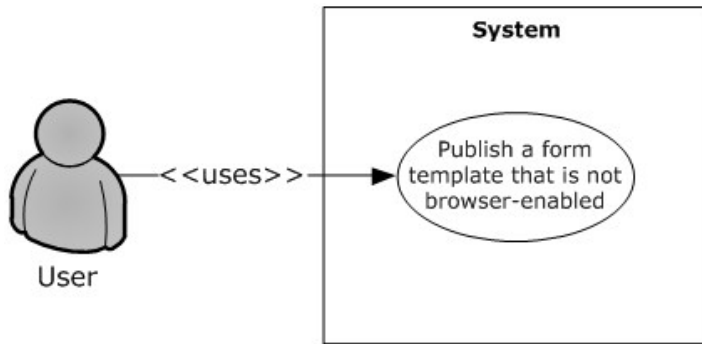 System
Publish a form
template that is not
browser-enabled
<<uses>>
User